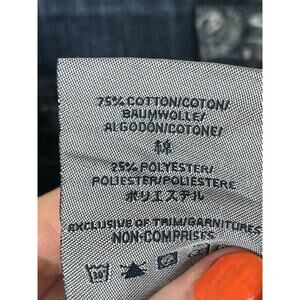 75% COTTON/COTON/
BAUMWOLLE/
ALGODÓN/COTONE/
綿
25% POLYESTER/
POLIESTER/POLIESTERE
ポリエステル
EXCLUSIVE OF TRIM/GARNITURES
NON-COMPRISES